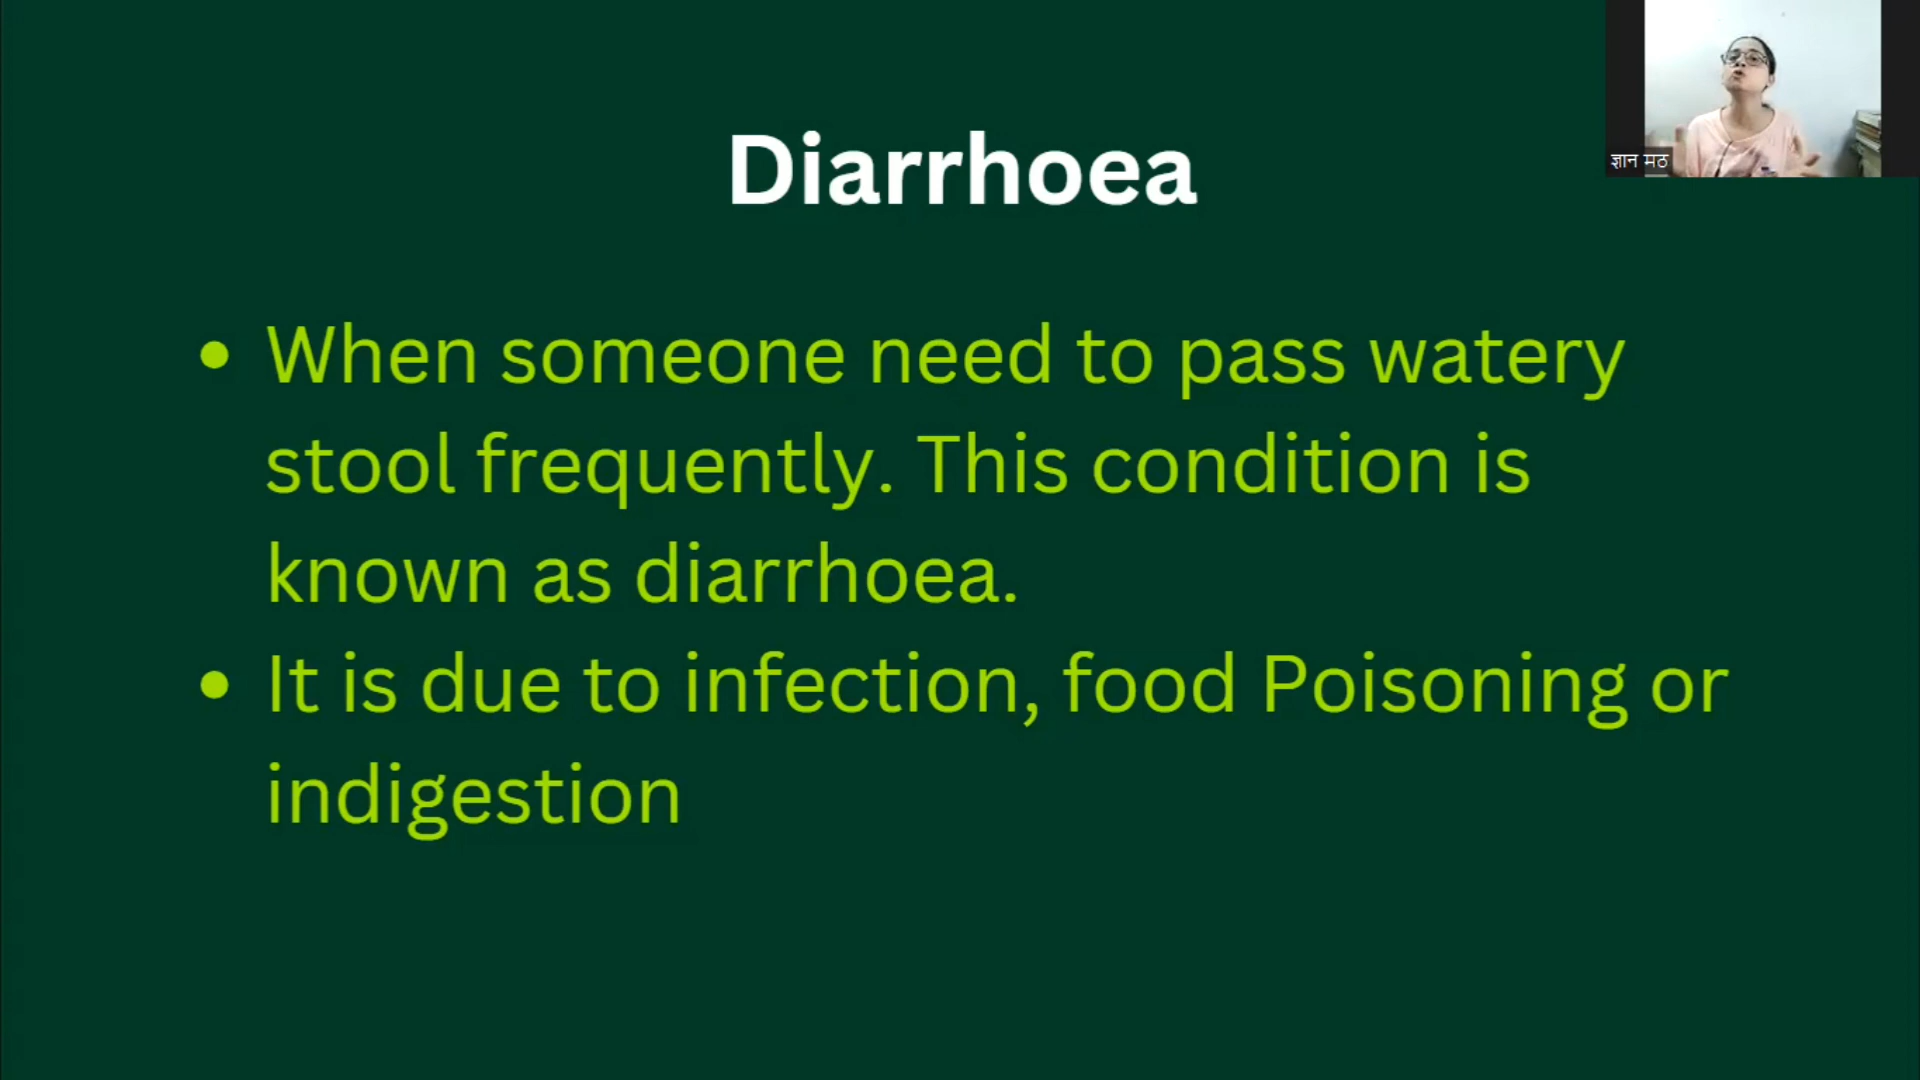 Diarrhoea
ज्ञान मठ
• When someone need to pass watery
stool frequently. This condition is
known as diarrhoea.
• It is due to infection, food Poisoning or
indigestion